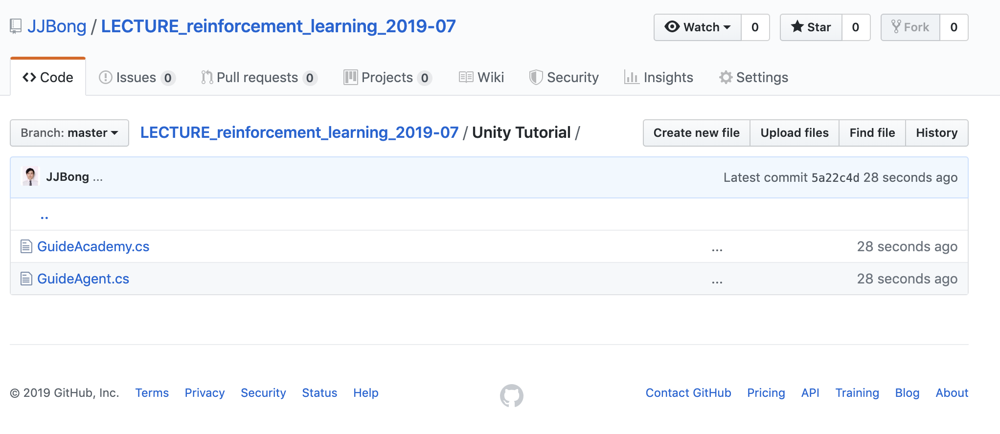 JJBong / LECTURE_reinforcement_learning_2019-07 Watch 0 Star 0 Fork 0
Code Issues 0 Pull requests 0 Projects 0 Wiki Security Insights Settings
Branch: master LECTURE_reinforcement_learning_2019-07 / Unity Tutorial / Create new file Upload files Find file History
JJBong ... Latest commit 5a22c4d 28 seconds ago
..
GuideAcademy.cs ... 28 seconds ago
GuideAgent.cs ... 28 seconds ago
© 2019 GitHub, Inc. Terms Privacy Security Status Help Contact GitHub Pricing API Training Blog About